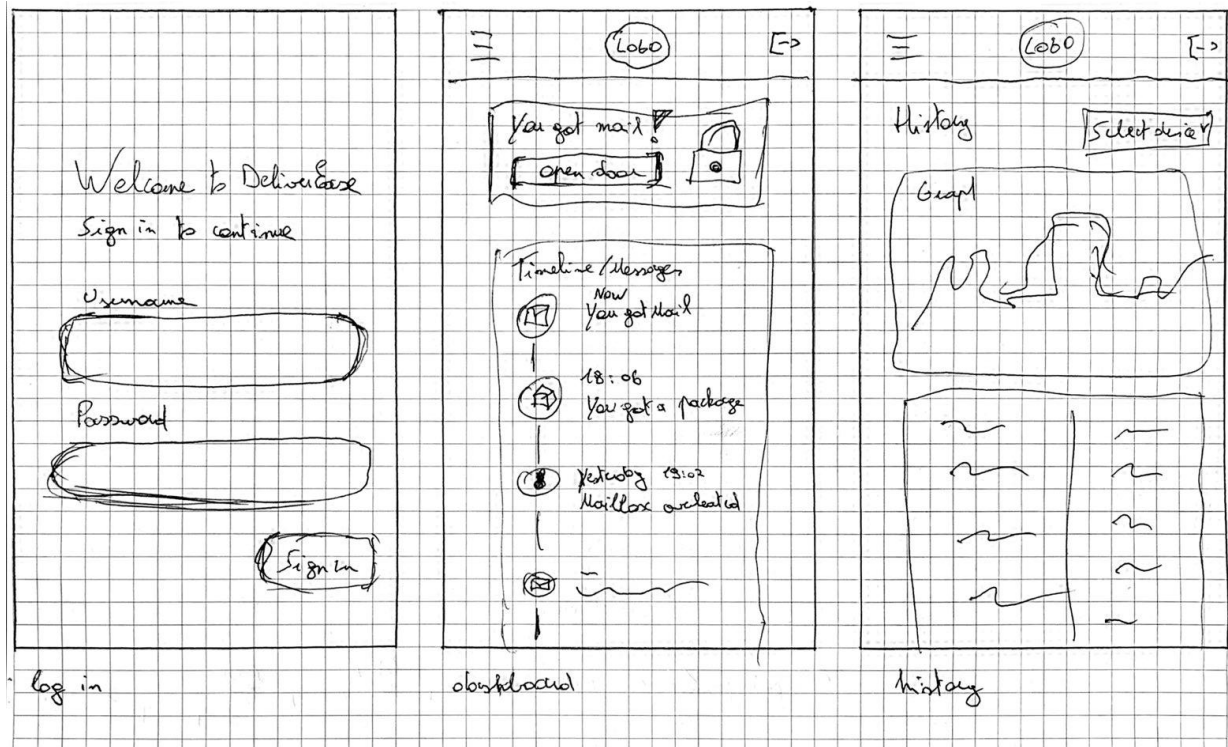 Welcome to DeliverEase
Sign in to continue
Username
Password
Sign in
log in
Lobo
You got mail!
open door
Timeline/Messages
Now
You got Mail
18:06
You got a package
Yesterday 19:02
Mailbox overheated
dashboard
Lobo
History
Select device
Graph
history